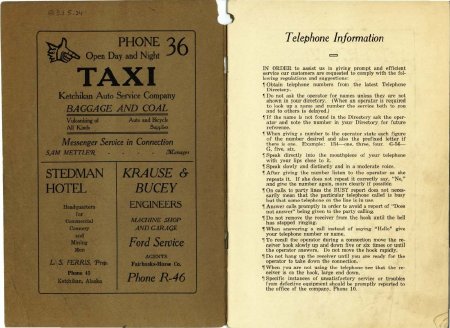 PHONE 36
Open Day and Night
TAXI
Ketchikan Auto Service Company
BAGGAGE AND COAL
Vulcanizing of All Kinds
Auto and Bicycle Supplies
Messenger Service in Connection
SAM METTLER - - - Manager
STEDMAN
HOTEL
Headquarters
for
Commercial
Cannery
and
Mining
Men
L. S. FERRIS, Prop.
Phone 43
Ketchikan, Alaska
KRAUSE &
BUCEY
ENGINEERS
MACHINE SHOP
AND GARAGE
Ford Service
AGENTS
Fairbanks-Morse Co.
Phone R-46
Telephone Information
IN ORDER to assist us in giving prompt and efficient
service our customers are requested to comply with the fol-
lowing regulations and suggestions:
¶ Obtain telephone numbers from the latest Telephone
Directory.
¶ Do not ask the operator for names unless they are not
shown in your directory. (When an operator is required
to look up a name and number the service both to you
and to others is delayed.)
¶ If the name is not found in the Directory ask the oper-
ator and note the number in your Directory for future
reference.
¶ When giving a number to the operator state each figure
of the number desired and also the prefixed letter if
there is one. Example: 134—one, three, four.
G, five, six.
¶ Speak directly into the mouthpiece of your telephone
with your lips close to it.
¶ Speak slowly and distinctly and in a moderate voice.
¶ After giving the number listen to the operator as she
repeats it. If she does not repeat it correctly say, "No,"
and give the number again, more clearly if possible.
¶ On calls to party lines the BUSY report does not neces-
sarily mean that the particular telephone called is busy
but that some telephone on the line is in use.
¶ Answer calls promptly in order to avoid a report of "Does
not answer" being given to the party calling.
¶ Do not remove the receiver from the hook until the bell
has stopped ringing.
¶ When answering a call instead of saying "Hello" give
your telephone number or name.
¶ To recall the operator during a connection move the re-
ceiver hook slowly up and down five or six times or until
the operator answers. Do not move the hook rapidly.
¶ Do not hang up the receiver until you are ready for the
operator to take down the connection.
¶ When you are not using the telephone see that the re-
ceiver is on the hook, large end down.
¶ Specific instances of unsatisfactory service or troubles
from defective equipment should be promptly reported to
the office of the company, Phone 10.